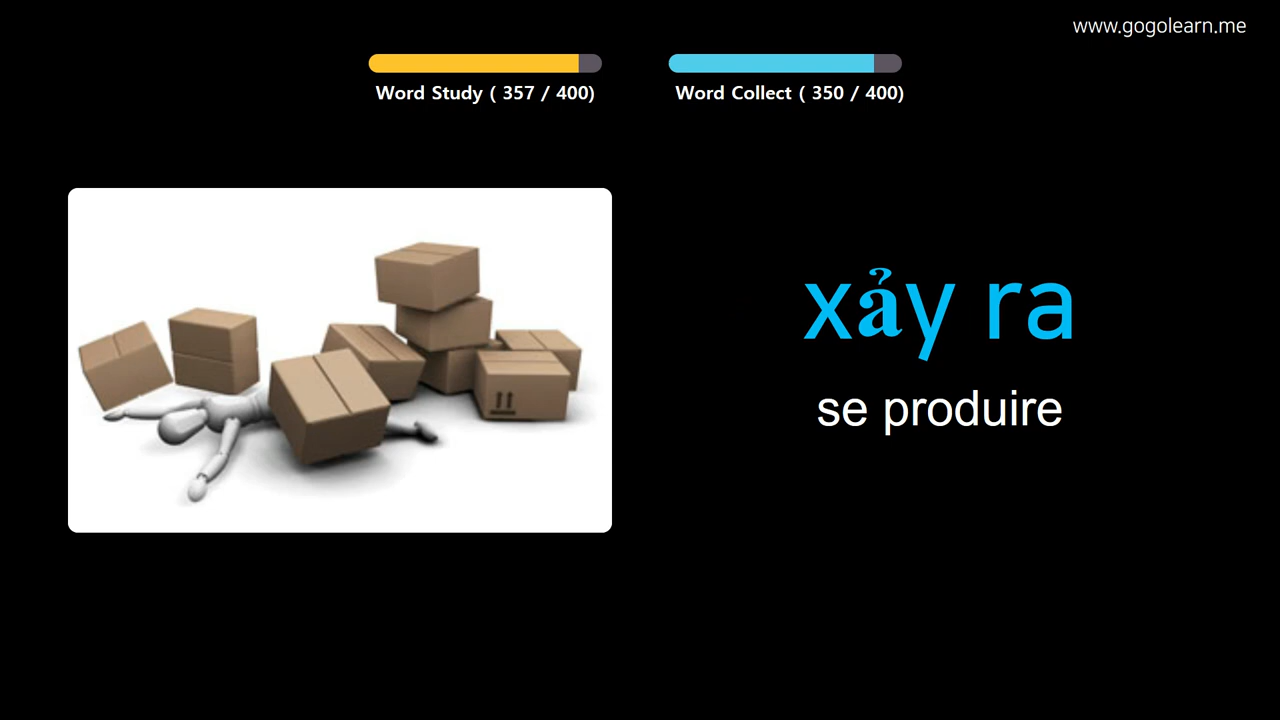 www.gogolearn.me
Word Study ( 357 / 400)
Word Collect ( 350 / 400)
xảy ra
se produire